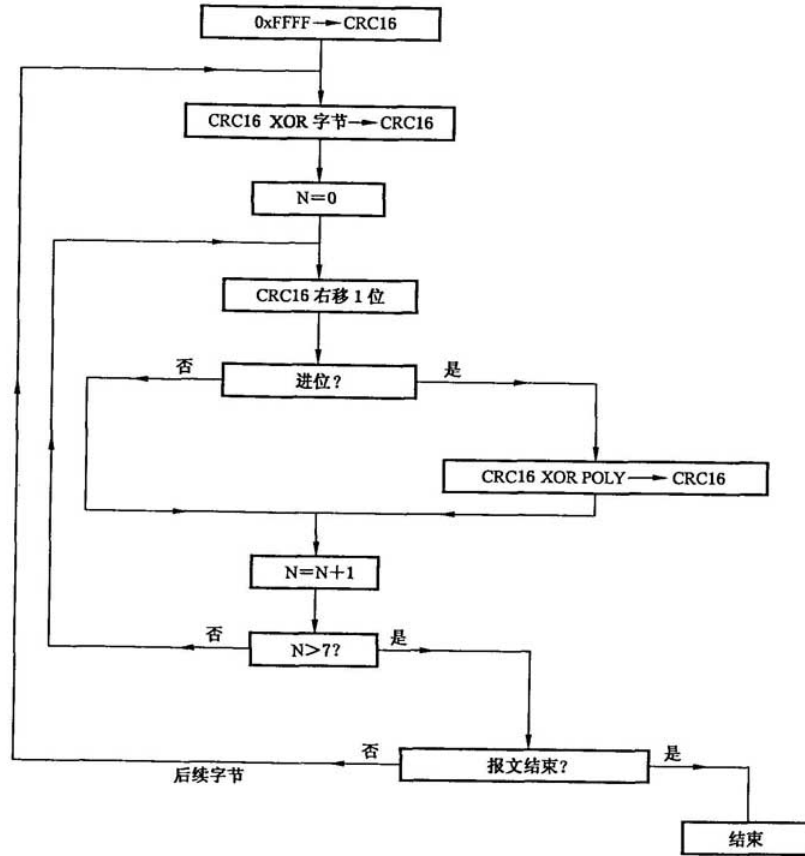 0xFFFF→CRC16
CRC16 XOR 字节→CRC16
N=0
CRC16 右移 1 位
否
进位?
是
CRC16 XOR POLY→CRC16
N=N+1
否
N>7?
是
后续字节
否
报文结束?
是
结束